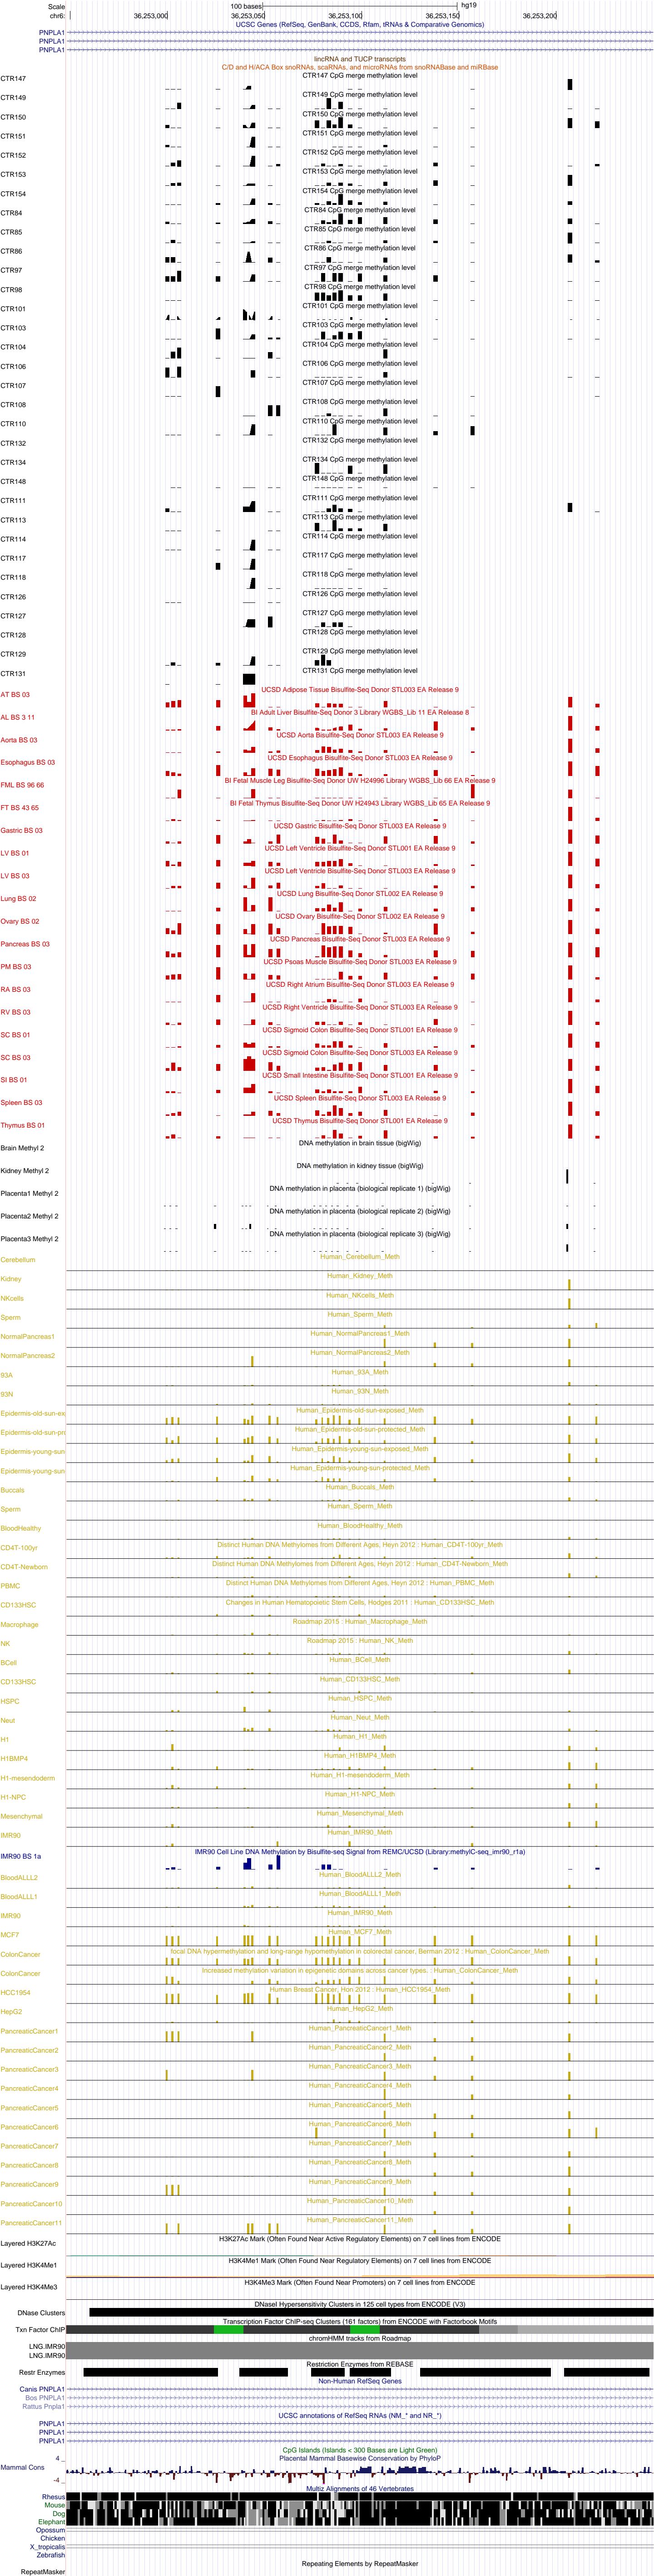 Scale 100 bases hg19
chr6: 36,253,000 36,253,050 36,253,100 36,253,150 36,253,200
UCSC Genes (RefSeq, GenBank, CCDS, Rfam, tRNAs & Comparative Genomics)
PNPLA1
PNPLA1
PNPLA1
lincRNA and TUCP transcripts
C/D and H/ACA Box snoRNAs, scaRNAs, and microRNAs from snoRNABase and miRBase
CTR147 CpG merge methylation level
CTR147
CTR149 CpG merge methylation level
CTR149
CTR150 CpG merge methylation level
CTR150
CTR151 CpG merge methylation level
CTR151
CTR152 CpG merge methylation level
CTR152
CTR153 CpG merge methylation level
CTR153
CTR154 CpG merge methylation level
CTR154
CTR84 CpG merge methylation level
CTR84
CTR85 CpG merge methylation level
CTR85
CTR86 CpG merge methylation level
CTR86
CTR97 CpG merge methylation level
CTR97
CTR98 CpG merge methylation level
CTR98
CTR101 CpG merge methylation level
CTR101
CTR103 CpG merge methylation level
CTR103
CTR104 CpG merge methylation level
CTR104
CTR106 CpG merge methylation level
CTR106
CTR107 CpG merge methylation level
CTR107
CTR108 CpG merge methylation level
CTR108
CTR110 CpG merge methylation level
CTR110
CTR132 CpG merge methylation level
CTR132
CTR134 CpG merge methylation level
CTR134
CTR148 CpG merge methylation level
CTR148
CTR111 CpG merge methylation level
CTR111
CTR113 CpG merge methylation level
CTR113
CTR114 CpG merge methylation level
CTR114
CTR117 CpG merge methylation level
CTR117
CTR118 CpG merge methylation level
CTR118
CTR126 CpG merge methylation level
CTR126
CTR127 CpG merge methylation level
CTR127
CTR128 CpG merge methylation level
CTR128
CTR129 CpG merge methylation level
CTR129
CTR131 CpG merge methylation level
CTR131
UCSD Adipose Tissue Bisulfite-Seq Donor STL003 EA Release 9
AT BS 03
BI Adult Liver Bisulfite-Seq Donor 3 Library WGBS_Lib 11 EA Release 8
AL BS 3 11
UCSD Aorta Bisulfite-Seq Donor STL003 EA Release 9
Aorta BS 03
UCSD Esophagus Bisulfite-Seq Donor STL003 EA Release 9
Esophagus BS 03
BI Fetal Muscle Leg Bisulfite-Seq Donor UW H24996 Library WGBS_Lib 66 EA Release 9
FML BS 96 66
BI Fetal Thymus Bisulfite-Seq Donor UW H24943 Library WGBS_Lib 65 EA Release 9
FT BS 43 65
UCSD Gastric Bisulfite-Seq Donor STL003 EA Release 9
Gastric BS 03
UCSD Left Ventricle Bisulfite-Seq Donor STL001 EA Release 9
LV BS 01
UCSD Left Ventricle Bisulfite-Seq Donor STL003 EA Release 9
LV BS 03
UCSD Lung Bisulfite-Seq Donor STL002 EA Release 9
Lung BS 02
UCSD Ovary Bisulfite-Seq Donor STL002 EA Release 9
Ovary BS 02
UCSD Pancreas Bisulfite-Seq Donor STL003 EA Release 9
Pancreas BS 03
UCSD Psoas Muscle Bisulfite-Seq Donor STL003 EA Release 9
PM BS 03
UCSD Right Atrium Bisulfite-Seq Donor STL003 EA Release 9
RA BS 03
UCSD Right Ventricle Bisulfite-Seq Donor STL003 EA Release 9
RV BS 03
UCSD Sigmoid Colon Bisulfite-Seq Donor STL001 EA Release 9
SC BS 01
UCSD Sigmoid Colon Bisulfite-Seq Donor STL003 EA Release 9
SC BS 03
UCSD Small Intestine Bisulfite-Seq Donor STL001 EA Release 9
SI BS 01
UCSD Spleen Bisulfite-Seq Donor STL003 EA Release 9
Spleen BS 03
UCSD Thymus Bisulfite-Seq Donor STL001 EA Release 9
Thymus BS 01
DNA methylation in brain tissue (bigWig)
Brain Methyl 2
DNA methylation in kidney tissue (bigWig)
Kidney Methyl 2
DNA methylation in placenta (biological replicate 1) (bigWig)
Placenta1 Methyl 2
DNA methylation in placenta (biological replicate 2) (bigWig)
Placenta2 Methyl 2
DNA methylation in placenta (biological replicate 3) (bigWig)
Placenta3 Methyl 2
Human_Cerebellum_Meth
Cerebellum
Human_Kidney_Meth
Kidney
Human_NKcells_Meth
NKcells
Human_Sperm_Meth
Sperm
Human_NormalPancreas1_Meth
NormalPancreas1
Human_NormalPancreas2_Meth
NormalPancreas2
Human_93A_Meth
93A
Human_93N_Meth
93N
Human_Epidermis-old-sun-exposed_Meth
Epidermis-old-sun-ex
Human_Epidermis-old-sun-protected_Meth
Epidermis-old-sun-pr
Human_Epidermis-young-sun-exposed_Meth
Epidermis-young-sun
Human_Epidermis-young-sun-protected_Meth
Epidermis-young-sun
Human_Buccals_Meth
Buccals
Human_Sperm_Meth
Sperm
Human_BloodHealthy_Meth
BloodHealthy
Distinct Human DNA Methylomes from Different Ages, Heyn 2012 : Human_CD4T-100yr_Meth
CD4T-100yr
Distinct Human DNA Methylomes from Different Ages, Heyn 2012 : Human_CD4T-Newborn_Meth
CD4T-Newborn
Distinct Human DNA Methylomes from Different Ages, Heyn 2012 : Human_PBMC_Meth
PBMC
Changes in Human Hematopoietic Stem Cells, Hodges 2011 : Human_CD133HSC_Meth
CD133HSC
Roadmap 2015 : Human_Macrophage_Meth
Macrophage
Roadmap 2015 : Human_NK_Meth
NK
Human_BCell_Meth
BCell
Human_CD133HSC_Meth
CD133HSC
Human_HSPC_Meth
HSPC
Human_Neut_Meth
Neut
Human_H1_Meth
H1
Human_H1BMP4_Meth
H1BMP4
Human_H1-mesendoderm_Meth
H1-mesendoderm
Human_H1-NPC_Meth
H1-NPC
Human_Mesenchymal_Meth
Mesenchymal
Human_IMR90_Meth
IMR90
IMR90 Cell Line DNA Methylation by Bisulfite-seq Signal from REMC/UCSD (Library:methylC-seq_imr90_r1a)
IMR90 BS 1a
Human_BloodALLL2_Meth
BloodALLL2
Human_BloodALLL1_Meth
BloodALLL1
Human_IMR90_Meth
IMR90
Human_MCF7_Meth
MCF7
focal DNA hypermethylation and long-range hypomethylation in colorectal cancer, Berman 2012 : Human_ColonCancer_Meth
ColonCancer
Increased methylation variation in epigenetic domains across cancer types. : Human_ColonCancer_Meth
ColonCancer
Human Breast Cancer, Hon 2012 : Human_HCC1954_Meth
HCC1954
Human_HepG2_Meth
HepG2
Human_PancreaticCancer1_Meth
PancreaticCancer1
Human_PancreaticCancer2_Meth
PancreaticCancer2
Human_PancreaticCancer3_Meth
PancreaticCancer3
Human_PancreaticCancer4_Meth
PancreaticCancer4
Human_PancreaticCancer5_Meth
PancreaticCancer5
Human_PancreaticCancer6_Meth
PancreaticCancer6
Human_PancreaticCancer7_Meth
PancreaticCancer7
Human_PancreaticCancer8_Meth
PancreaticCancer8
Human_PancreaticCancer9_Meth
PancreaticCancer9
Human_PancreaticCancer10_Meth
PancreaticCancer10
Human_PancreaticCancer11_Meth
PancreaticCancer11
H3K27Ac Mark (Often Found Near Active Regulatory Elements) on 7 cell lines from ENCODE
Layered H3K27Ac
H3K4Me1 Mark (Often Found Near Regulatory Elements) on 7 cell lines from ENCODE
Layered H3K4Me1
H3K4Me3 Mark (Often Found Near Promoters) on 7 cell lines from ENCODE
Layered H3K4Me3
DNaseI Hypersensitivity Clusters in 125 cell types from ENCODE (V3)
DNase Clusters
Transcription Factor ChIP-seq Clusters (161 factors) from ENCODE with Factorbook Motifs
Txn Factor ChIP
chromHMM tracks from Roadmap
LNG.IMR90
LNG.IMR90
Restriction Enzymes from REBASE
Restr Enzymes
Non-Human RefSeq Genes
Canis PNPLA1
Bos PNPLA1
Rattus Pnpla1
UCSC annotations of RefSeq RNAs (NM_* and NR_*)
PNPLA1
PNPLA1
PNPLA1
CpG Islands (Islands < 300 Bases are Light Green)
Placental Mammal Basewise Conservation by PhyloP
4 _
Mammal Cons
-4 _
Multiz Alignments of 46 Vertebrates
Rhesus
Mouse
Dog
Elephant
Opossum
Chicken
X_tropicalis
Zebrafish
Repeating Elements by RepeatMasker
RepeatMasker